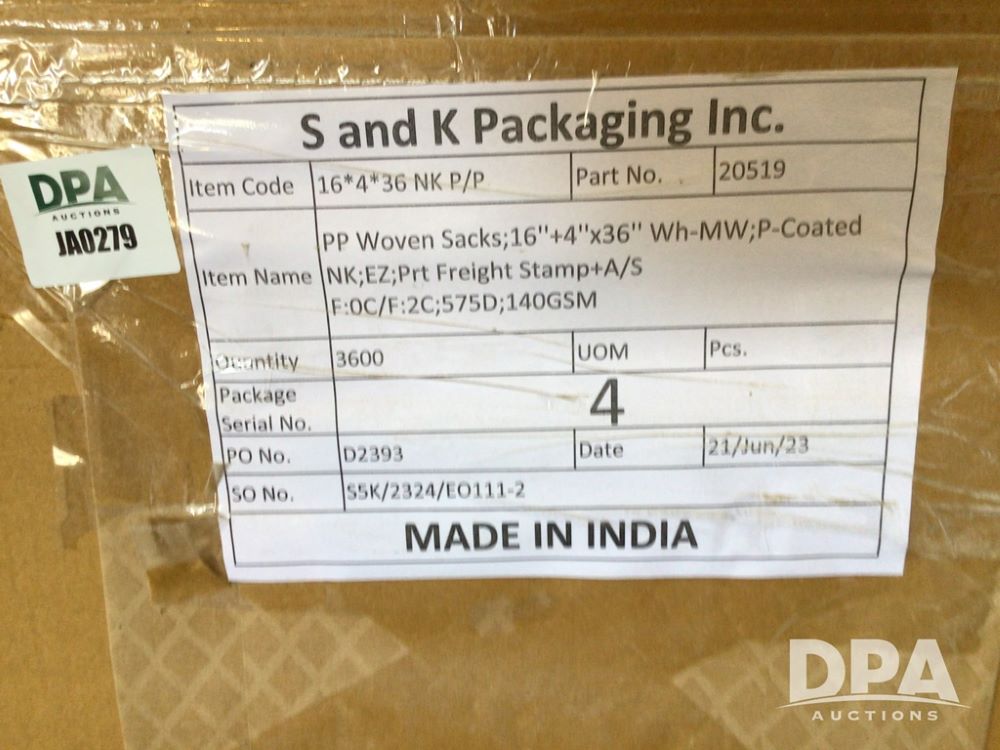 S and K Packaging Inc.
Item Code 16*4*36 NK P/P Part No. 20519
Item Name PP Woven Sacks;16"+4"x36" Wh-MW;P-Coated
NK;EZ;Prt Freight Stamp+A/S
F:0C/F:2C;575D;140GSM
Quantity 3600 UOM Pcs.
Package
Serial No. 4
PO No. D2393 Date 21/Jun/23
SO No. S5K/2324/EO111-2
MADE IN INDIA
DPA
AUCTIONS
JA0279
DPA
AUCTIONS